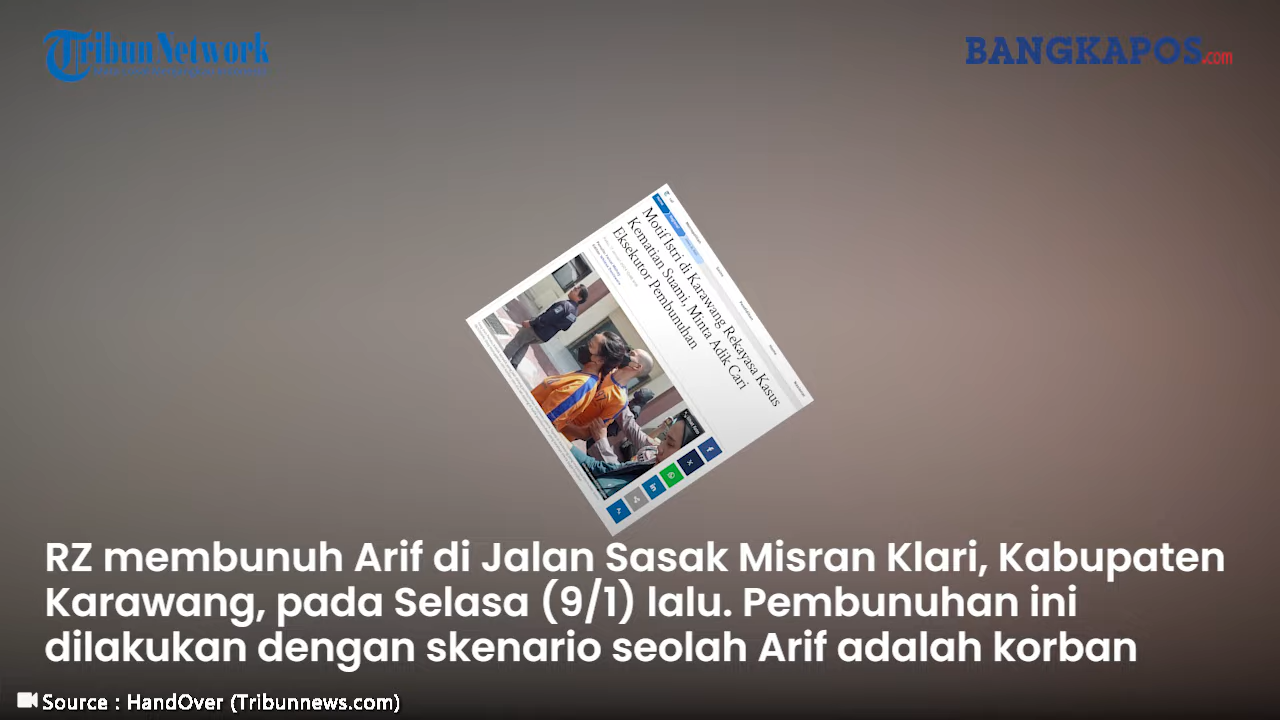 Tribun Network
BANGKAPOS.com
Motif Istri di Karawang Rekayasa Kasus
Kematian Suami, Minta Adik Cari
Eksekutor Pembunuhan
RZ membunuh Arif di Jalan Sasak Misran Klari, Kabupaten
Karawang, pada Selasa (9/1) lalu. Pembunuhan ini
dilakukan dengan skenario seolah Arif adalah korban
Source : HandOver (Tribunnews.com)